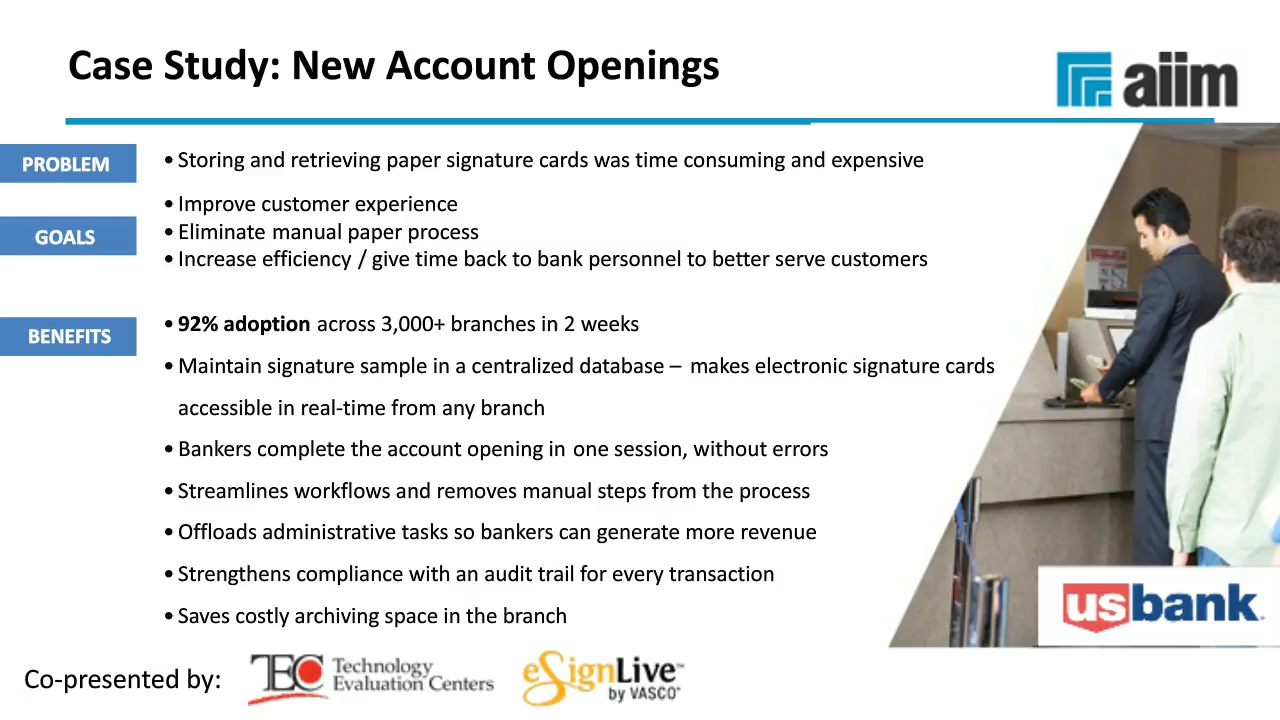 Case Study: New Account Openings
aiim
PROBLEM
• Storing and retrieving paper signature cards was time consuming and expensive
GOALS
• Improve customer experience
• Eliminate manual paper process
• Increase efficiency / give time back to bank personnel to better serve customers
BENEFITS
• 92% adoption across 3,000+ branches in 2 weeks
• Maintain signature sample in a centralized database – makes electronic signature cards
accessible in real-time from any branch
• Bankers complete the account opening in one session, without errors
• Streamlines workflows and removes manual steps from the process
• Offloads administrative tasks so bankers can generate more revenue
• Strengthens compliance with an audit trail for every transaction
• Saves costly archiving space in the branch
usbank.
Co-presented by:
TEC Technology
Evaluation Centers
eSignLive™
by VASCO